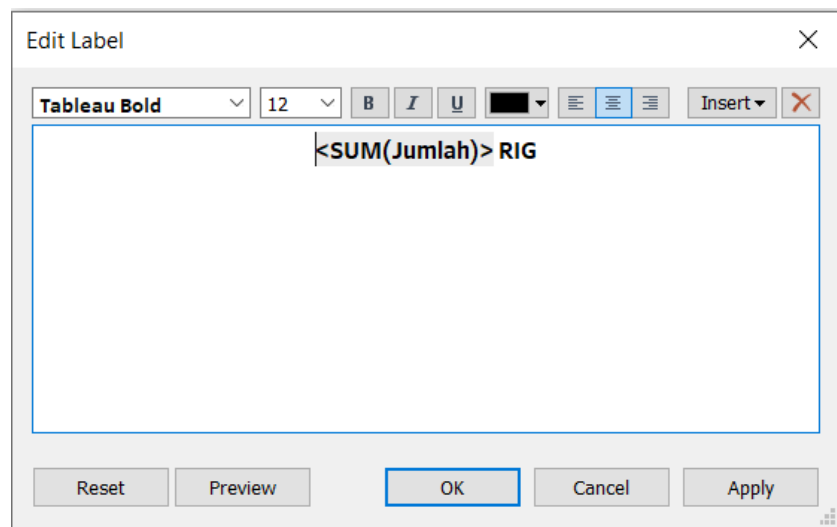 Edit Label
Tableau Bold 12 B I U Insert
<SUM(Jumlah)> RIG
Reset Preview OK Cancel Apply